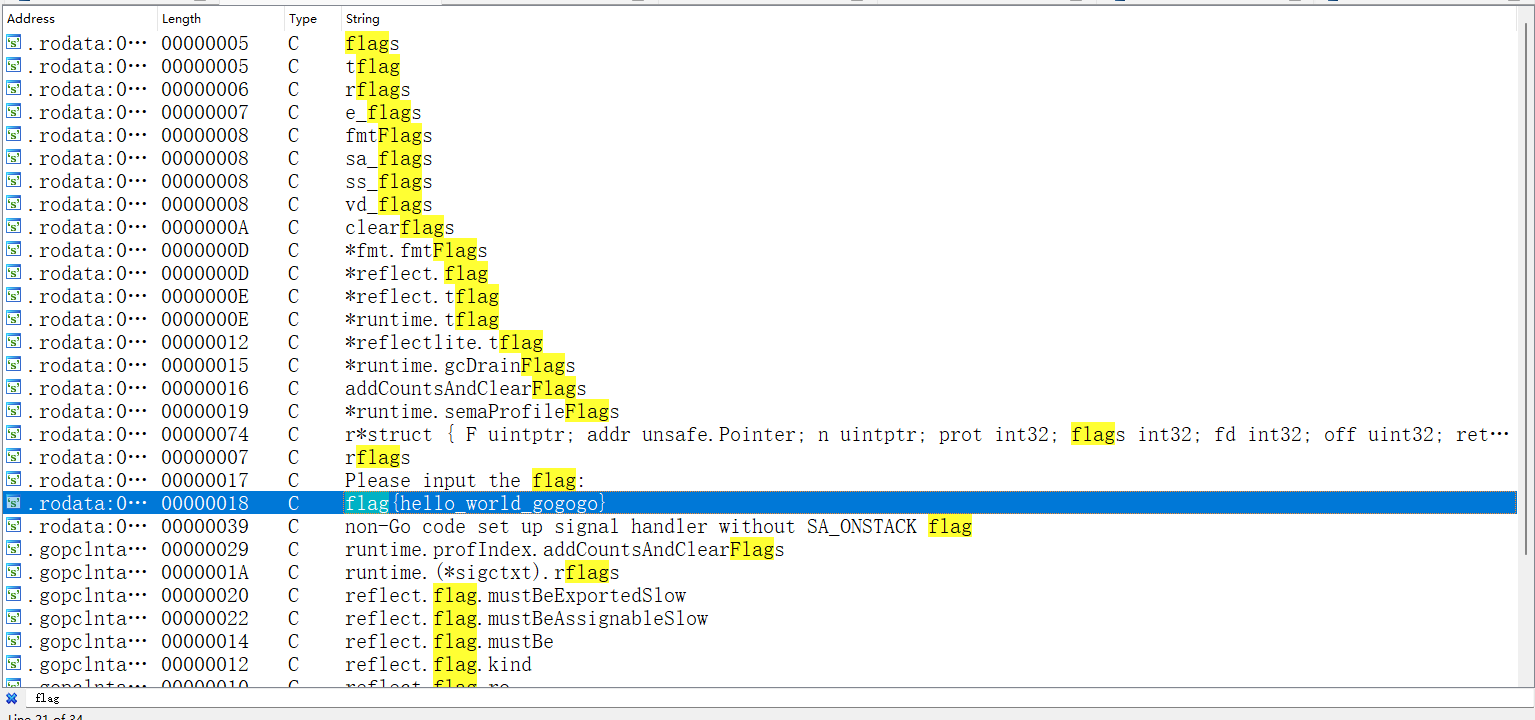 Address Length Type String
.rodata:0… 00000005 C flags
.rodata:0… 00000005 C tflag
.rodata:0… 00000006 C rflags
.rodata:0… 00000007 C e_flags
.rodata:0… 00000008 C fmtFlags
.rodata:0… 00000008 C sa_flags
.rodata:0… 00000008 C ss_flags
.rodata:0… 00000008 C vd_flags
.rodata:0… 0000000A C clearflags
.rodata:0… 0000000D C *fmt.fmtFlags
.rodata:0… 0000000D C *reflect.flag
.rodata:0… 0000000E C *reflect.tflag
.rodata:0… 0000000E C *runtime.tflag
.rodata:0… 00000012 C *reflectlite.tflag
.rodata:0… 00000015 C *runtime.gcDrainFlags
.rodata:0… 00000016 C addCountsAndClearFlags
.rodata:0… 00000019 C *runtime.semaProfileFlags
.rodata:0… 00000074 C r*struct { F uintptr; addr unsafe.Pointer; n uintptr; prot int32; flags int32; fd int32; off uint32; ret…
.rodata:0… 00000007 C rflags
.rodata:0… 00000017 C Please input the flag:
.rodata:0… 00000018 C flag{hello_world_gogogo}
.rodata:0… 00000039 C non-Go code set up signal handler without SA_ONSTACK flag
.gopclnta… 00000029 C runtime.profIndex.addCountsAndClearFlags
.gopclnta… 0000001A C runtime.(*sigctxt).rflags
.gopclnta… 00000020 C reflect.flag.mustBeExportedSlow
.gopclnta… 00000022 C reflect.flag.mustBeAssignableSlow
.gopclnta… 00000014 C reflect.flag.mustBe
.gopclnta… 00000012 C reflect.flag.kind
.gopclnta… 00000010 C reflect.flag.ro
flag
Line 21 of 34